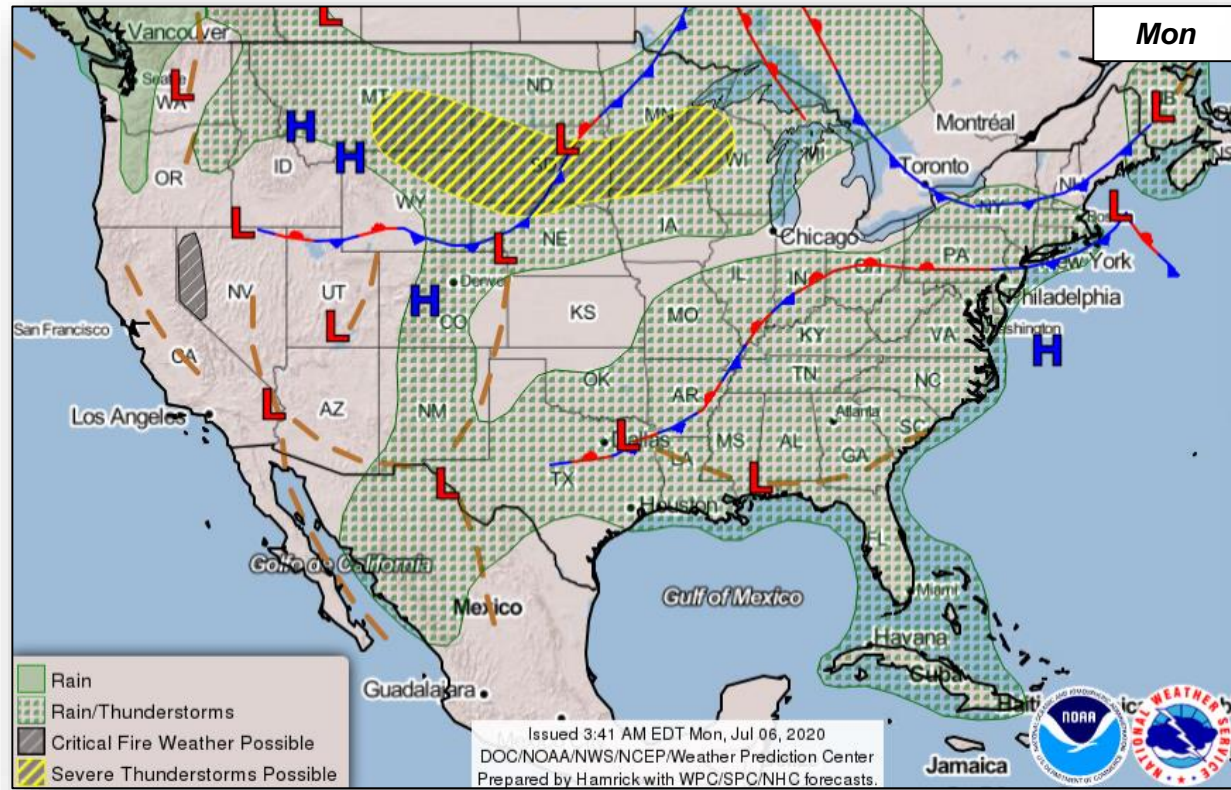 Mon
Vancouver
Seattle
WA
MT
ND
MN
Montréal
NB
NS
OR
ID
SD
WI
MI
Toronto
NH
WY
NY
Boston
IA
NE
Chicago
PA
New York
NV
UT
Denver
IL
IN
OH
Philadelphia
San Francisco
CO
KS
MO
KY
VA
Washington
CA
OK
TN
NC
Los Angeles
AZ
NM
AR
Atlanta
SC
Dallas
MS
AL
GA
LA
TX
Houston
FL
Golfo de California
Mexico
Gulf of Mexico
Miami
Havana
Cuba
Guadalajara
Haiti
Jamaica
L
L
H
H
L
L
L
L
L
H
L
L
H
L
L
L
L
Rain
Rain/Thunderstorms
Critical Fire Weather Possible
Severe Thunderstorms Possible
Issued 3:41 AM EDT Mon, Jul 06, 2020
DOC/NOAA/NWS/NCEP/Weather Prediction Center
Prepared by Hamrick with WPC/SPC/NHC forecasts.
NOAA
NATIONAL WEATHER SERVICE